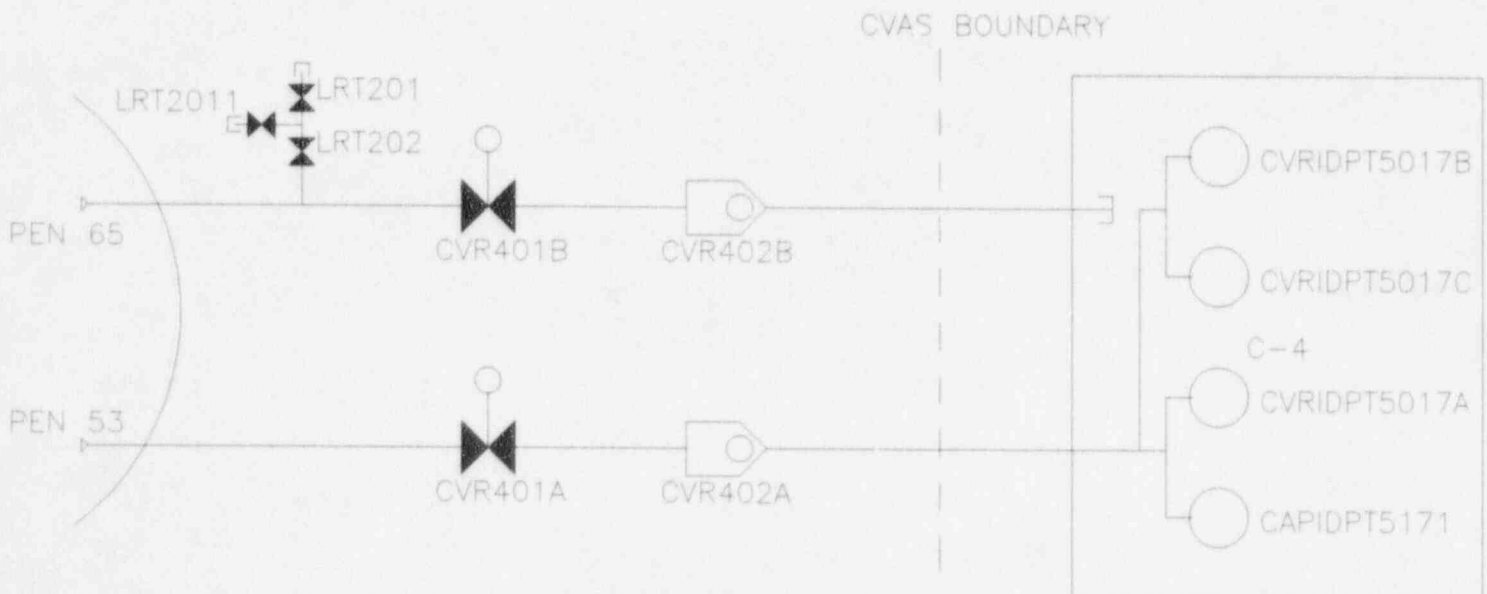 CVAS BOUNDARY
LRT201
LRT2011
LRT202
CVRIDPT5017B
PEN 65
CVR401B
CVR402B
CVRIDPT5017C
C-4
CVRIDPT5017A
PEN 53
CVR401A
CVR402A
CAPIDPT5171